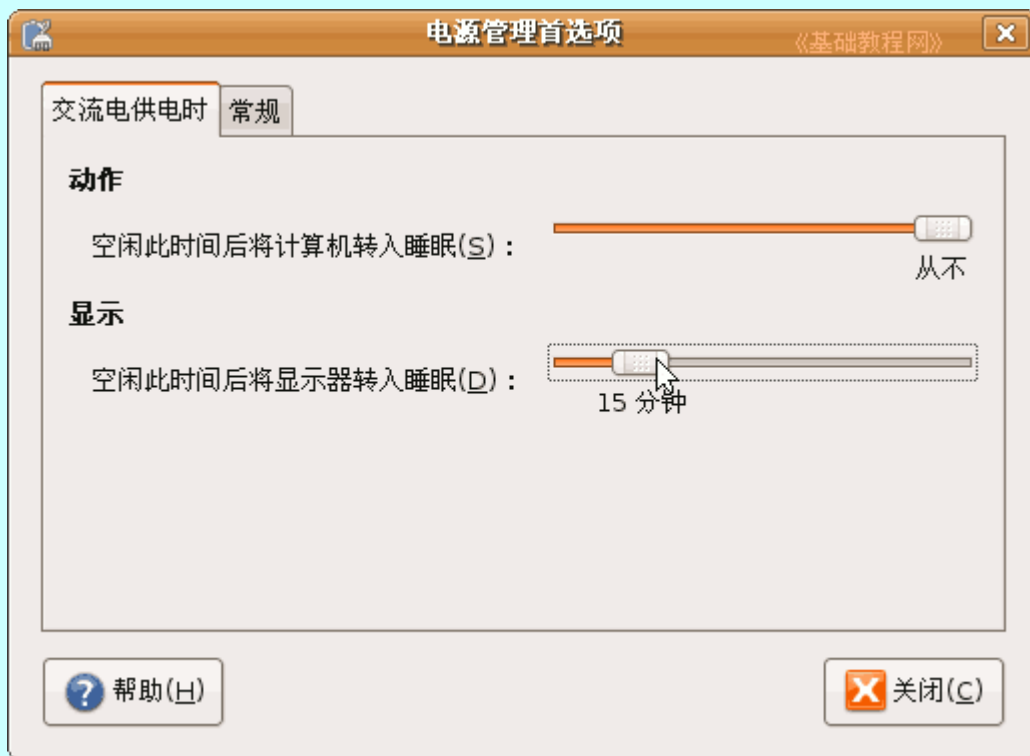 电源管理首选项
《基础教程网》
交流电供电时
常规
动作
空闲此时间后将计算机转入睡眠(S)：
从不
显示
空闲此时间后将显示器转入睡眠(D)：
15 分钟
帮助(H)
关闭(C)